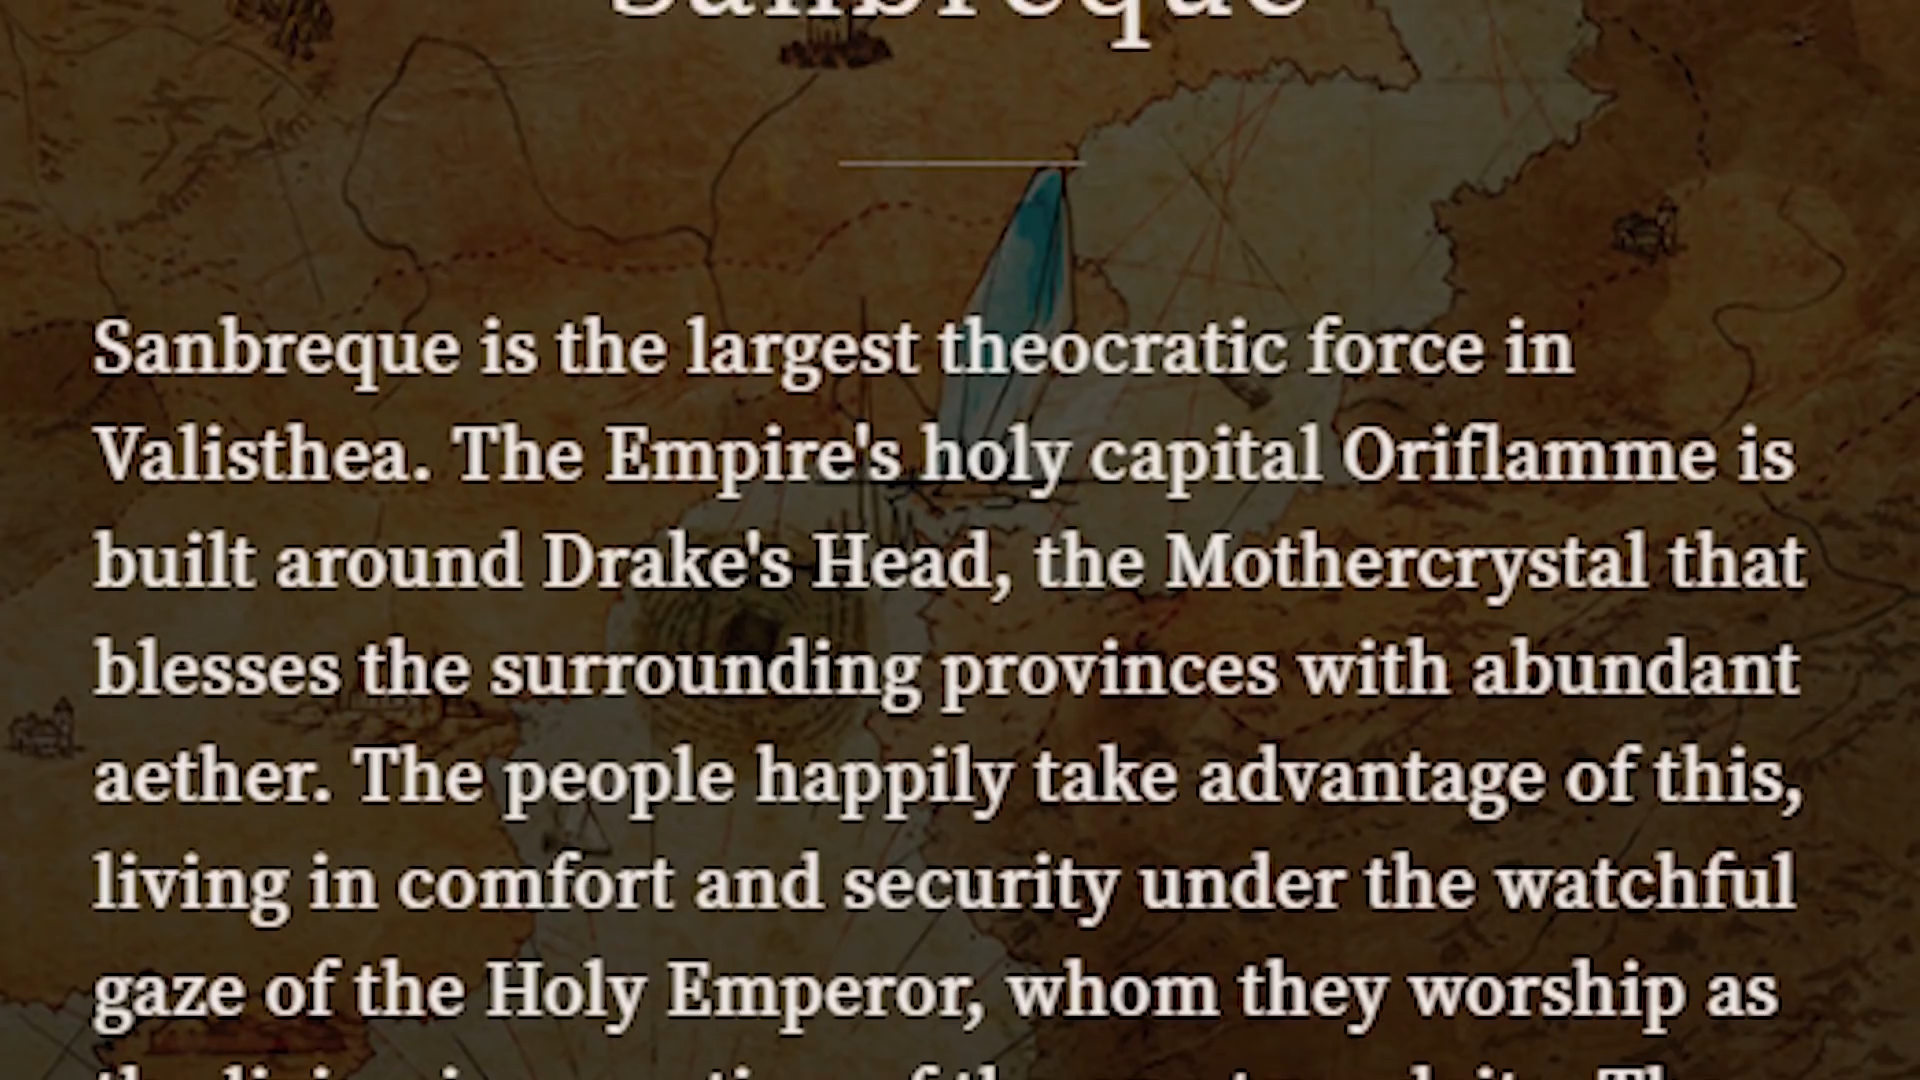 Sanbreque
Sanbreque is the largest theocratic force in
Valisthea. The Empire's holy capital Oriflamme is
built around Drake's Head, the Mothercrystal that
blesses the surrounding provinces with abundant
aether. The people happily take advantage of this,
living in comfort and security under the watchful
gaze of the Holy Emperor, whom they worship as